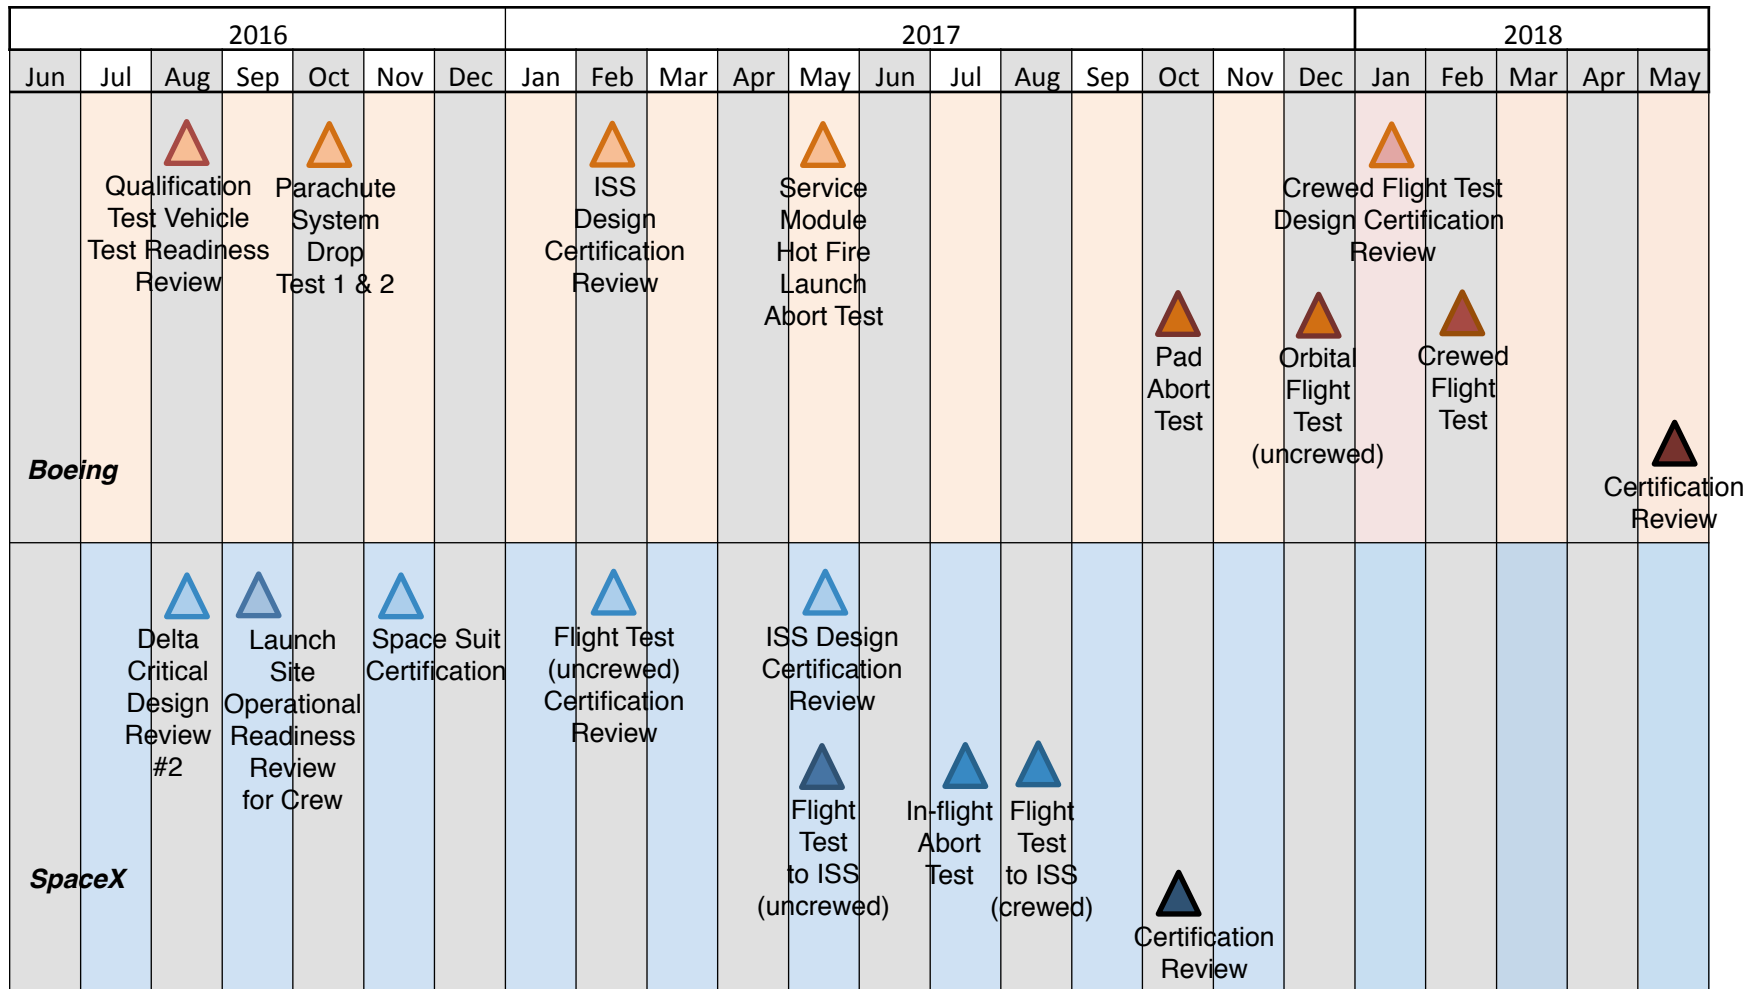 2016 2017 2018
Jun Jul Aug Sep Oct Nov Dec Jan Feb Mar Apr May Jun Jul Aug Sep Oct Nov Dec Jan Feb Mar Apr May
Qualification
Test Vehicle
Test Readiness
Review
Parachute
System
Drop
Test 1 & 2
ISS
Design
Certification
Review
Service
Module
Hot Fire
Launch
Abort Test
Crewed Flight Test
Design Certification
Review
Pad
Abort
Test
Orbital
Flight
Test
(uncrewed)
Crewed
Flight
Test
Boeing
Certification
Review
Delta
Critical
Design
Review
#2
Launch
Site
Operational
Readiness
Review
for Crew
Space Suit
Certification
Flight Test
(uncrewed)
Certification
Review
ISS Design
Certification
Review
Flight
Test
to ISS
(uncrewed)
In-flight
Abort
Test
Flight
Test
to ISS
(crewed)
SpaceX
Certification
Review